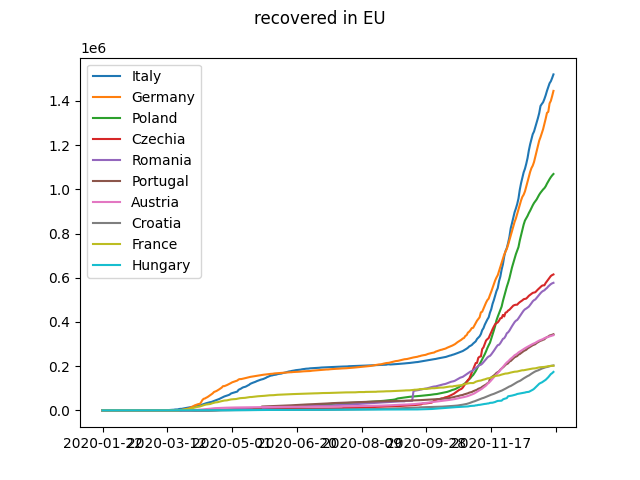 recovered in EU
1e6
Italy
Germany
Poland
Czechia
Romania
Portugal
Austria
Croatia
France
Hungary
1.4
1.2
1.0
0.8
0.6
0.4
0.2
0.0
2020-01-22 2020-03-12 2020-05-01 2020-06-20 2020-08-09 2020-09-28 2020-11-17